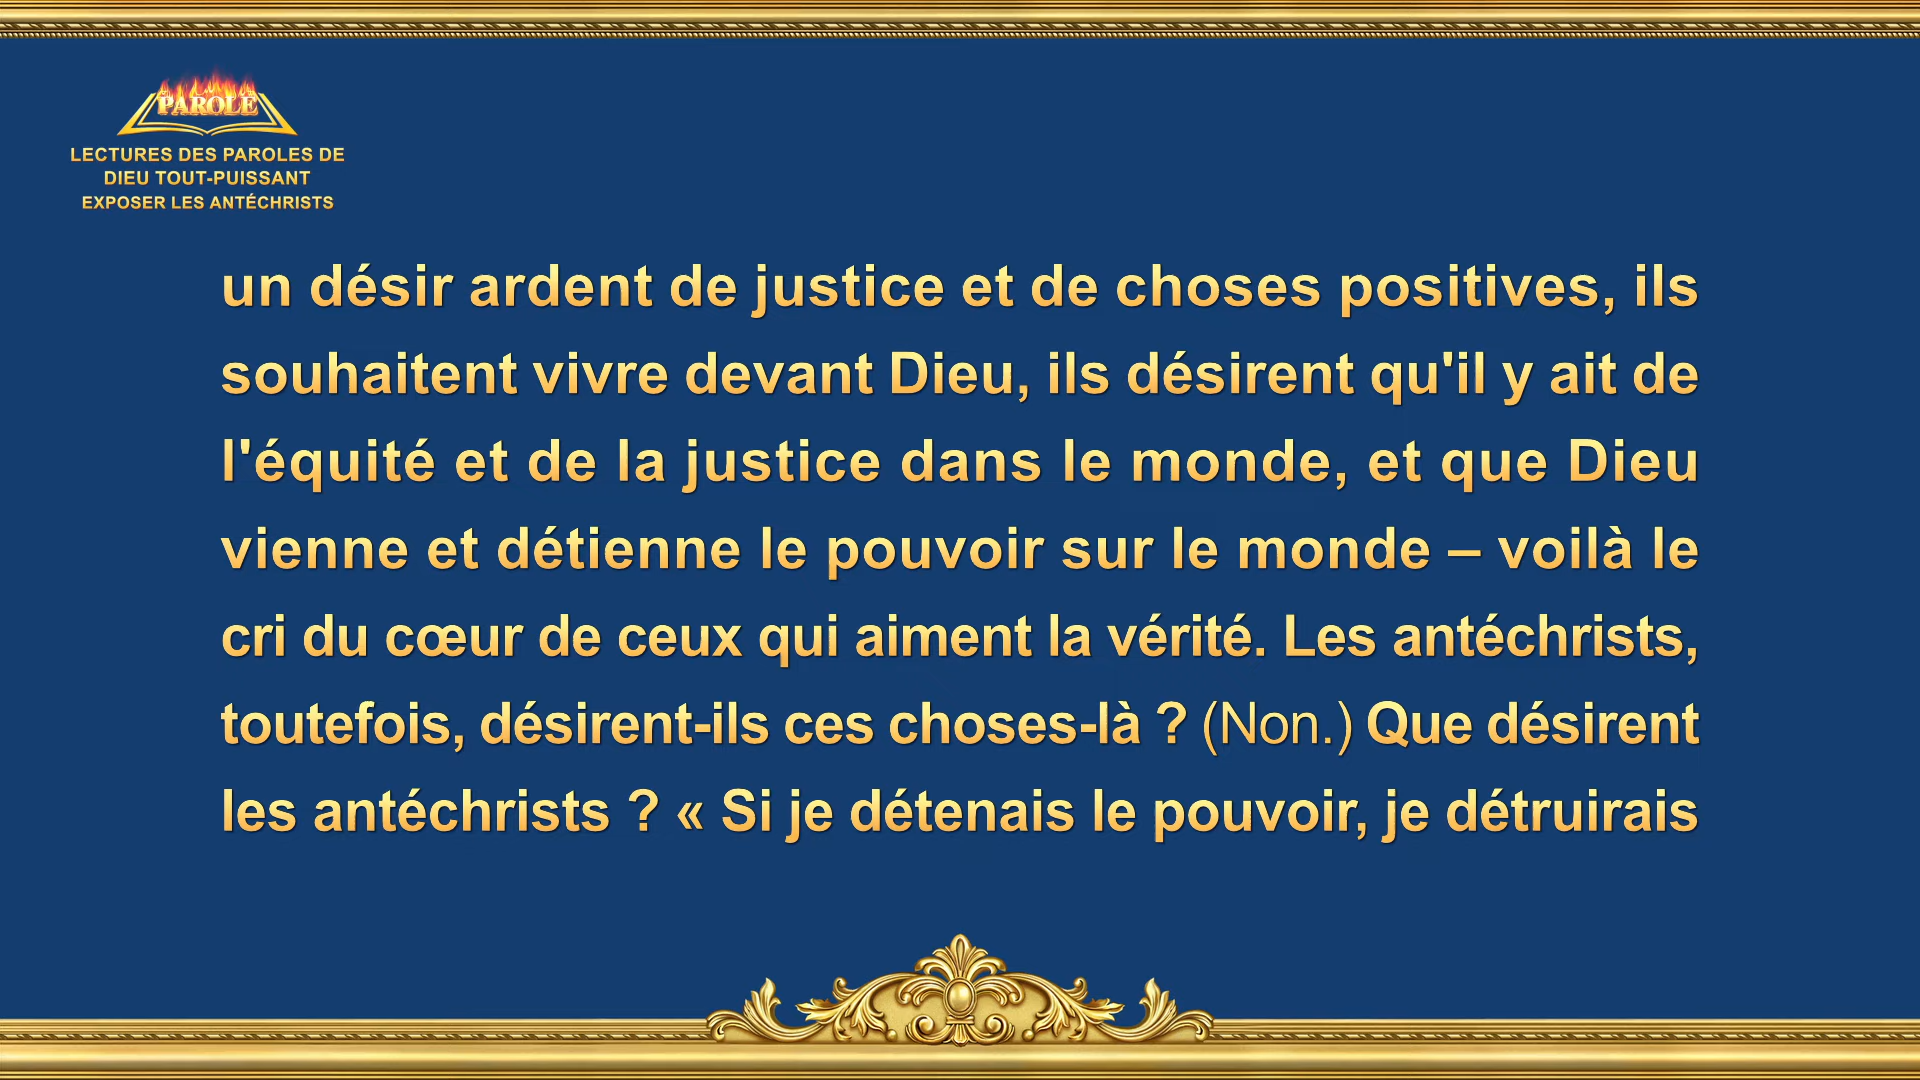 PAROLE
LECTURES DES PAROLES DE
DIEU TOUT-PUISSANT
EXPOSER LES ANTÉCHRISTS
un désir ardent de justice et de choses positives, ils
souhaitent vivre devant Dieu, ils désirent qu'il y ait de
l'équité et de la justice dans le monde, et que Dieu
vienne et détienne le pouvoir sur le monde – voilà le
cri du cœur de ceux qui aiment la vérité. Les antéchrists,
toutefois, désirent-ils ces choses-là ? (Non.) Que désirent
les antéchrists ? « Si je détenais le pouvoir, je détruirais